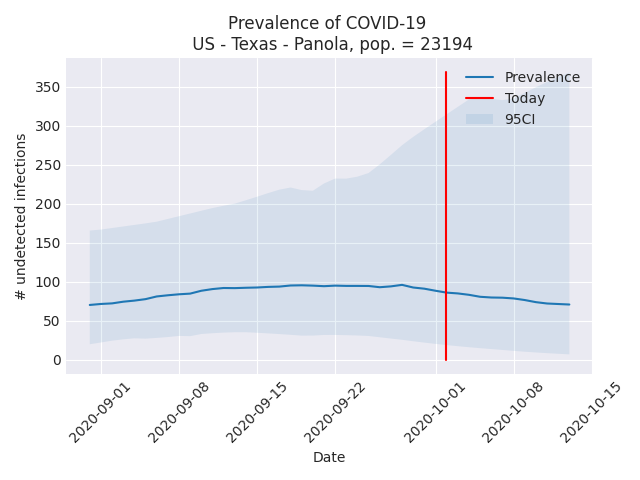 Prevalence of COVID-19
US - Texas - Panola, pop. = 23194
Prevalence
Today
95CI
# undetected infections
350
300
250
200
150
100
50
0
2020-09-01
2020-09-08
2020-09-15
2020-09-22
2020-10-01
2020-10-08
2020-10-15
Date